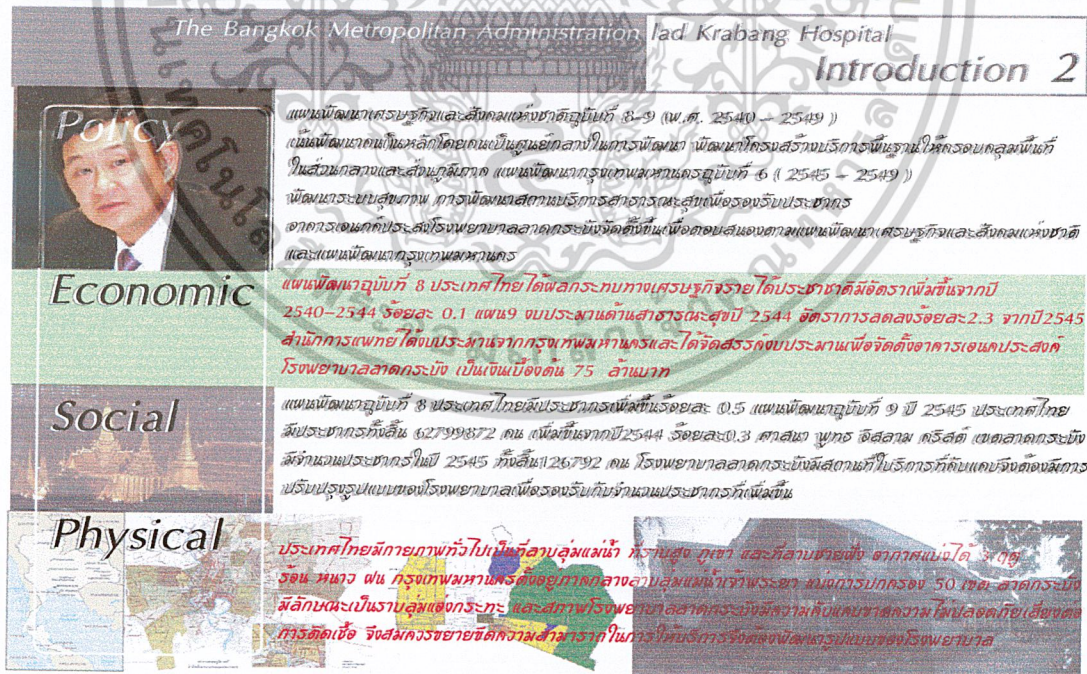 The Bangkok Metropolitan Administration lad Krabang Hospital
Introduction 2
Policy
แผนพัฒนาเศรษฐกิจและสังคมแห่งชาติฉบับที่ 8-9 (พ.ศ. 2540 - 2549 ))
เน้นพัฒนาคนเป็นหลักโดยคนเป็นศูนย์กลางในการพัฒนา พัฒนาโครงสร้างบริการพื้นฐานให้ครอบคลุมพื้นที่
ในส่วนกลางและส่วนภูมิภาค แผนพัฒนากรุงเทพมหานครฉบับที่ 6 ( 2545 - 2549 ))
พัฒนาระบบสุขภาพ การพัฒนาสถานบริการสาธารณะสุขเพื่อรองรับประชากร
อาคารเอนกประสงโรงพยาบาลลาดกระบังจัดตั้งขึ้นเพื่อตอบสนองตามแผนพัฒนาเศรษฐกิจและสังคมแห่งชาติ
และแผนพัฒนากรุงเทพมหานคร
Economic
แผนพัฒนาฉบับที่ 8 ประเทศไทยได้ผลกระทบทางเศรษฐกิจรายได้ประชาชาติมีอัตราเพิ่มขึ้นจากปี
2540-2544 ร้อยละ 0.1 แผน9 งบประมานด้านสาธารณะสุขปี 2544 อัตราการลดลงร้อยละ2.3 จากปี2545
สำนักการแพทย์ได้งบประมานจากกรุงเทพมหานครและได้จัดสรรค์งบประมานเพื่อจัดตั้งอาคารเอนคประสงค์
โรงพยาบาลลาดกระบัง เป็นเงินเบื้องต้น 75 ล้านบาท
Social
แผนพัฒนาฉบับที่ 8 ประเทศไทยมีประชากรเพิ่มขึ้นร้อยละ 0.5 แผนพัฒนาฉบับที่ 9 ปี 2545 ประเทศไทย
มีประชากรทั้งสิ้น 62799872 คน เพิ่มขึ้นจากปี2544 ร้อยละ0.3 ศาสนา พุทธ อิสลาม คริสต์ เขตลาดกระบัง
มีจำนวนประชากรในปี 2545 ทั้งสิ้น126792 คน โรงพยาบาลลาดกระบังมีสถานที่ใบริการที่คับแคบจึงต้องมีการ
ปรับปรุงรูปแบบของโรงพยาบาลเพื่อรองรับกับจำนวนประชากรที่เพิ่มขึ้น
Physical
ประเทศไทยมีกายภาพทั่วไปเป็นที่ลาบลุ่มแม่น้ำ ที่ราบสูง ภูเขา และที่ลาบชายฝั่ง อากาศแบ่งได้ 3 ฤดู
ร้อน หนาว ฝน กรุงเทพมหานครตั้งอยู่ภาคกลางลาบลุ่มแม่น้ำเจ้าพระยา แบ่งการปกครอง 50 เขต ลาดกระบัง
มีลักษณะเป็นราบลุ่มแอ่งกระทะ และสภาพโรงพยาบาลลาดกระบังมีความคับแคบขาดความไม่ปลอดภัยเสี่ยงต่อ
การติดเชื้อ จึงสมควรขยายขีดความสามารถในการให้บริการจึงต้องพัฒนารูปแบบของโรงพยาบาล